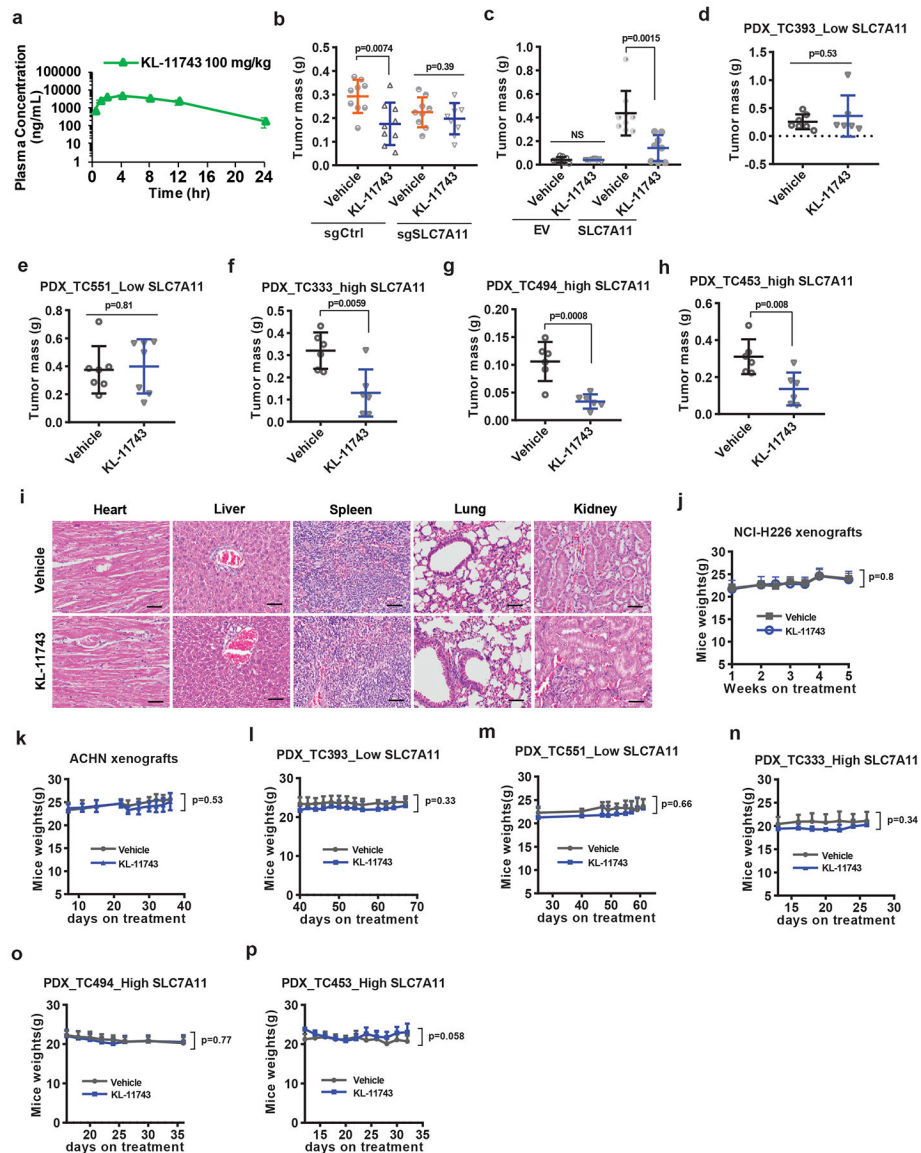 a
KL-11743 100 mg/kg
Plasma Concentration
(ng/mL)
100000
10000
1000
100
10
1
0 4 8 12 16 20 24
Time (hr)
b
p=0.0074
p=0.39
Tumor mass (g)
0.5
0.4
0.3
0.2
0.1
0.0
Vehicle
KL-11743
Vehicle
KL-11743
sgCtrl
sgSLC7A11
c
p=0.0015
NS
Tumor mass (g)
1.0
0.8
0.6
0.4
0.2
0.0
Vehicle
KL-11743
Vehicle
KL-11743
EV
SLC7A11
d
PDX_TC393_Low SLC7A11
p=0.53
Tumor mass (g)
1.5
1.0
0.5
0.0
-0.5
Vehicle
KL-11743
e
PDX_TC551_Low SLC7A11
p=0.81
Tumor mass (g)
0.8
0.6
0.4
0.2
0.0
Vehicle
KL-11743
f
PDX_TC333_high SLC7A11
p=0.0059
Tumor mass (g)
0.5
0.4
0.3
0.2
0.1
0.0
Vehicle
KL-11743
g
PDX_TC494_high SLC7A11
p=0.0008
Tumor mass (g)
0.20
0.15
0.10
0.05
0.00
Vehicle
KL-11743
h
PDX_TC453_high SLC7A11
p=0.008
Tumor mass (g)
0.6
0.4
0.2
0.0
Vehicle
KL-11743
i
Heart Liver Spleen Lung Kidney
Vehicle
KL-11743
j
NCI-H226 xenografts
Mice weights(g)
30
25
20
15
10
5
p=0.8
Vehicle
KL-11743
1 2 3 4 5
Weeks on treatment
k
ACHN xenografts
Mice weights(g)
30
25
20
15
10
5
p=0.53
Vehicle
KL-11743
10 20 30 40
days on treatment
l
PDX_TC393_Low SLC7A11
Mice weights(g)
30
20
10
0
p=0.33
Vehicle
KL-11743
40 50 60 70
days on treatment
m
PDX_TC551_Low SLC7A11
Mice weights(g)
30
25
20
15
10
5
p=0.66
Vehicle
KL-11743
30 40 50 60
days on treatment
n
PDX_TC333_High SLC7A11
Mice weights(g)
30
25
20
15
10
5
p=0.34
Vehicle
KL-11743
15 20 25 30
days on treatment
o
PDX_TC494_High SLC7A11
Mice weights(g)
30
20
10
0
p=0.77
Vehicle
KL-11743
20 25 30 35
days on treatment
p
PDX_TC453_High SLC7A11
Mice weights(g)
30
20
10
0
p=0.058
Vehicle
KL-11743
15 20 25 30 35
days on treatment